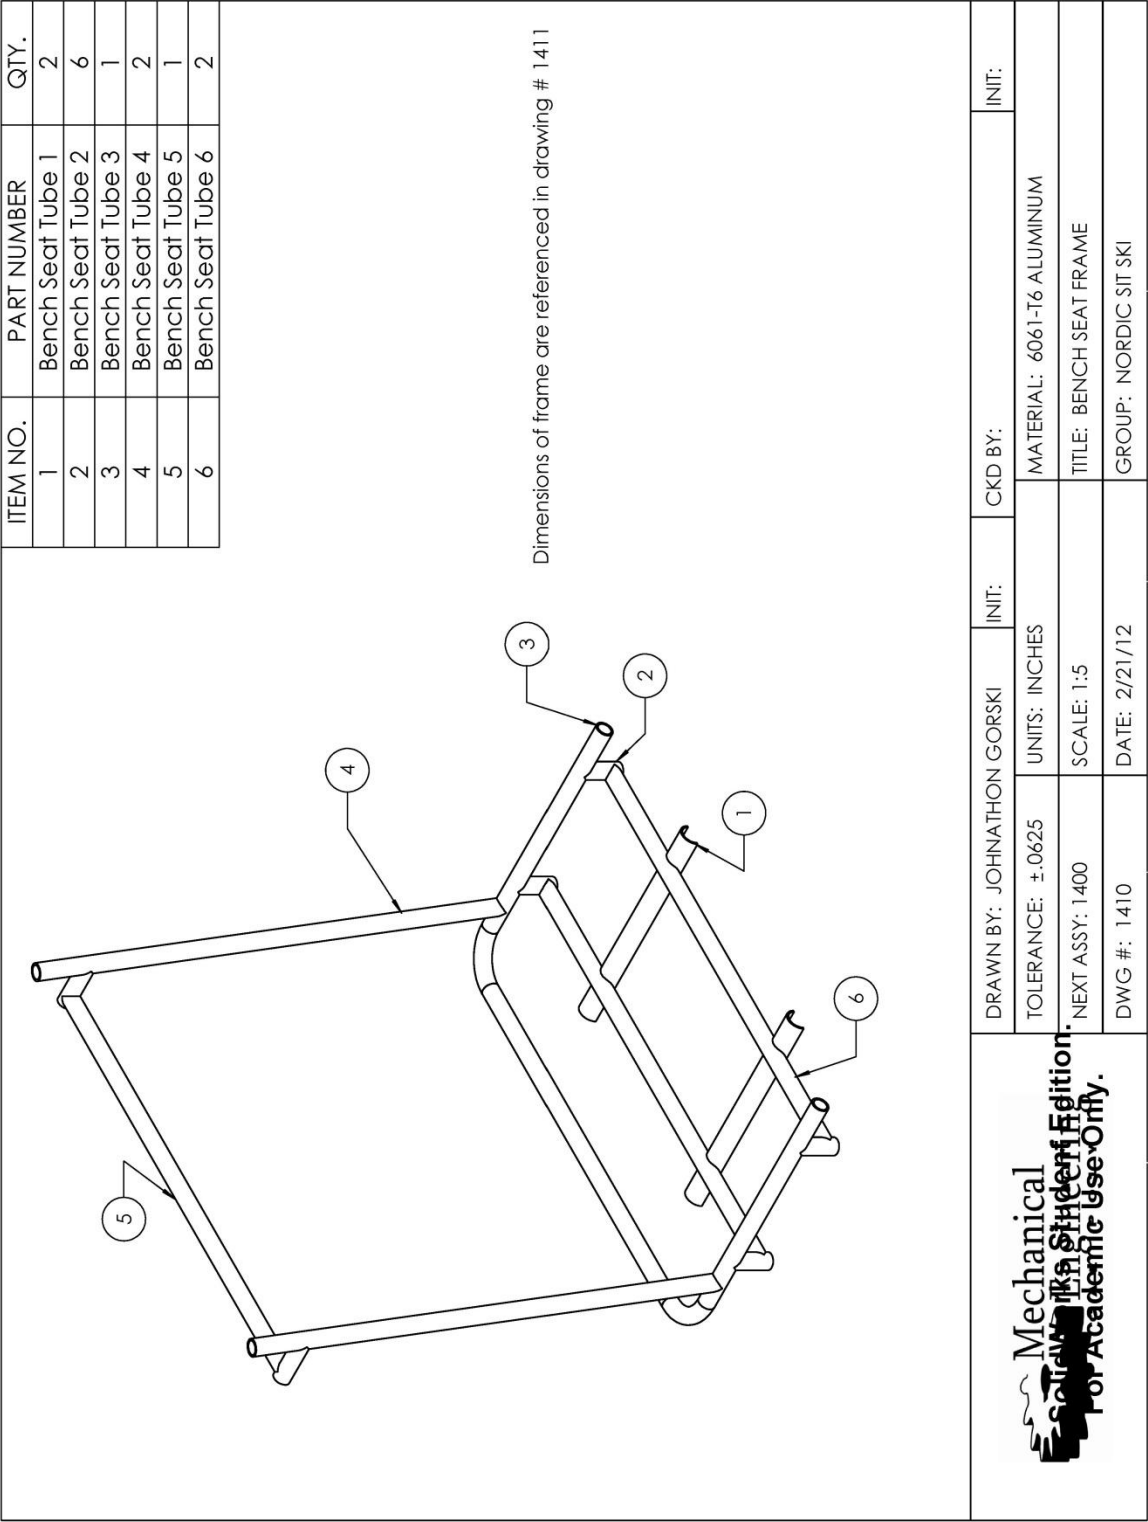 ITEM NO. PART NUMBER QTY.
1 Bench Seat Tube 1 2
2 Bench Seat Tube 2 6
3 Bench Seat Tube 3 1
4 Bench Seat Tube 4 2
5 Bench Seat Tube 5 1
6 Bench Seat Tube 6 2
5
4
3
2
1
6
Dimensions of frame are referenced in drawing # 1411
DRAWN BY: JOHNATHON GORSKI INIT: CKD BY: INIT:
TOLERANCE: ±.0625 UNITS: INCHES MATERIAL: 6061-T6 ALUMINUM
NEXT ASSY: 1400 SCALE: 1:5 TITLE: BENCH SEAT FRAME
DWG #: 1410 DATE: 2/21/12 GROUP: NORDIC SIT SKI
Mechanical
Engineering
SolidWorks Student Edition.
For Academic Use Only.